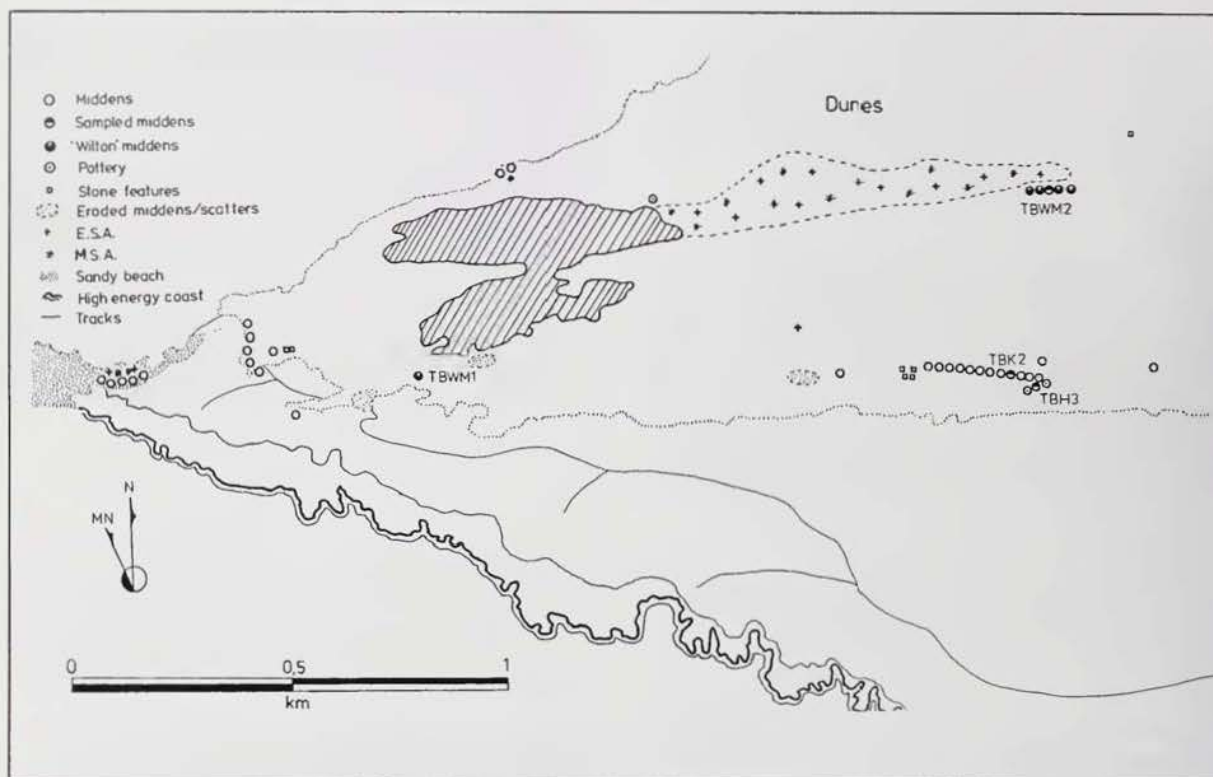 Middens
Sampled middens
'Wilton' middens
Pottery
Stone features
Eroded middens/scatters
E.S.A.
M.S.A.
Sandy beach
High energy coast
Tracks
Dunes
TBWM2
TBWM1
TBK2
TBH3
N
MN
0
0,5
1
km